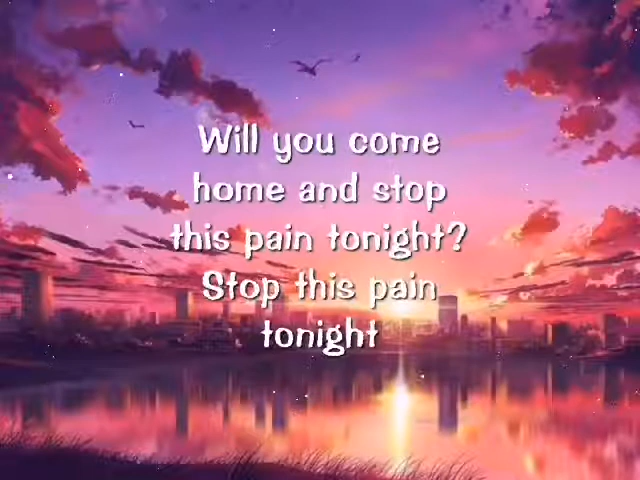 Will you come
home and stop
this pain tonight?
Stop this pain
tonight